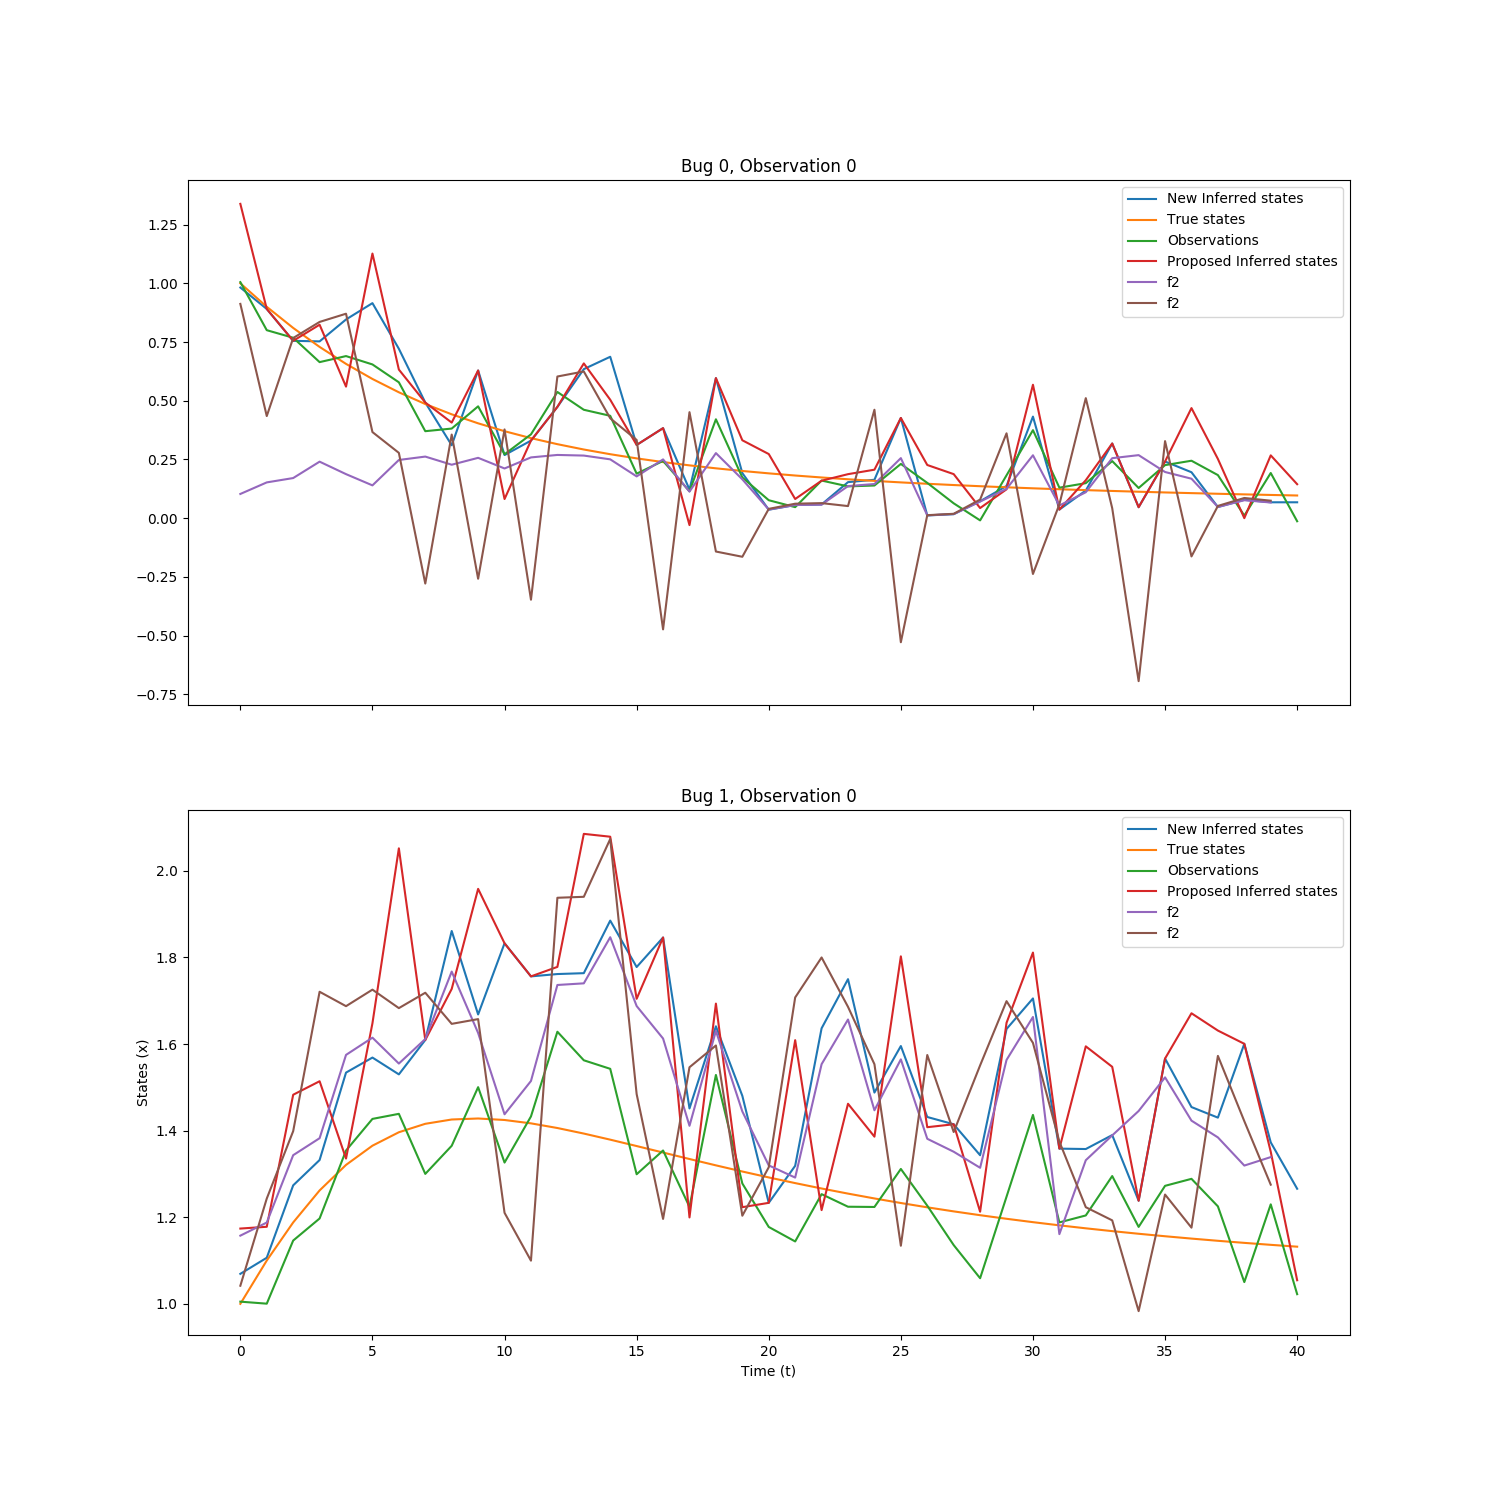 Bug 0, Observation 0
New Inferred states
True states
Observations
Proposed Inferred states
f2
f2
1.25
1.00
0.75
0.50
0.25
0.00
−0.25
−0.50
−0.75
Bug 1, Observation 0
New Inferred states
True states
Observations
Proposed Inferred states
f2
f2
2.0
1.8
1.6
1.4
1.2
1.0
States (x)
0 5 10 15 20 25 30 35 40
Time (t)